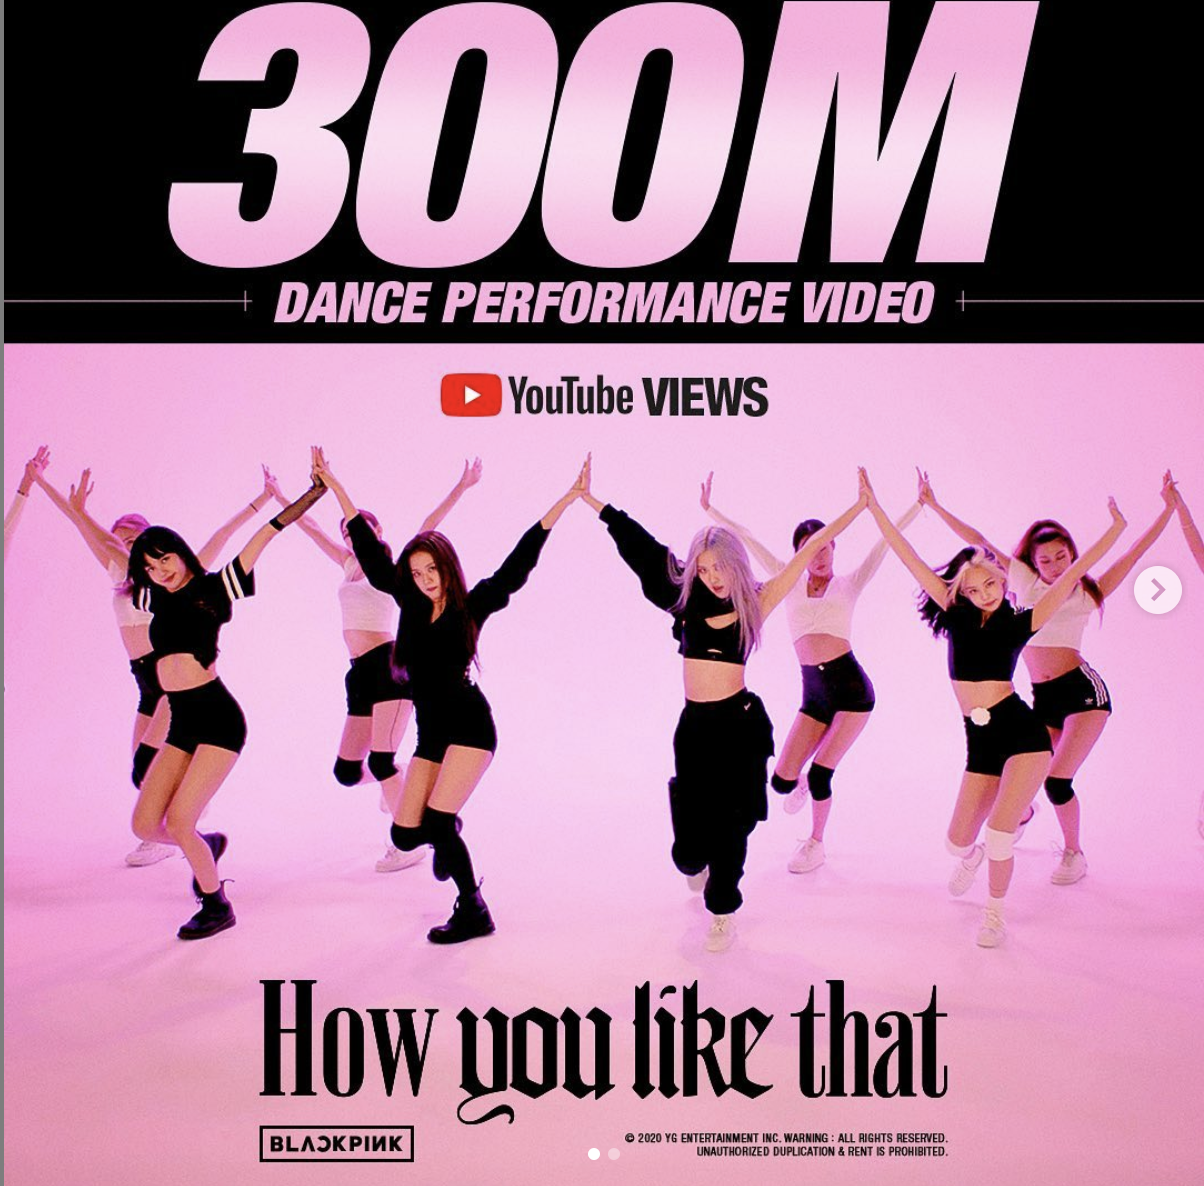 300M
DANCE PERFORMANCE VIDEO
YouTube VIEWS
How you like that
BLACKPINK
© 2020 YG ENTERTAINMENT INC. WARNING : ALL RIGHTS RESERVED.
UNAUTHORIZED DUPLICATION & RENT IS PROHIBITED.